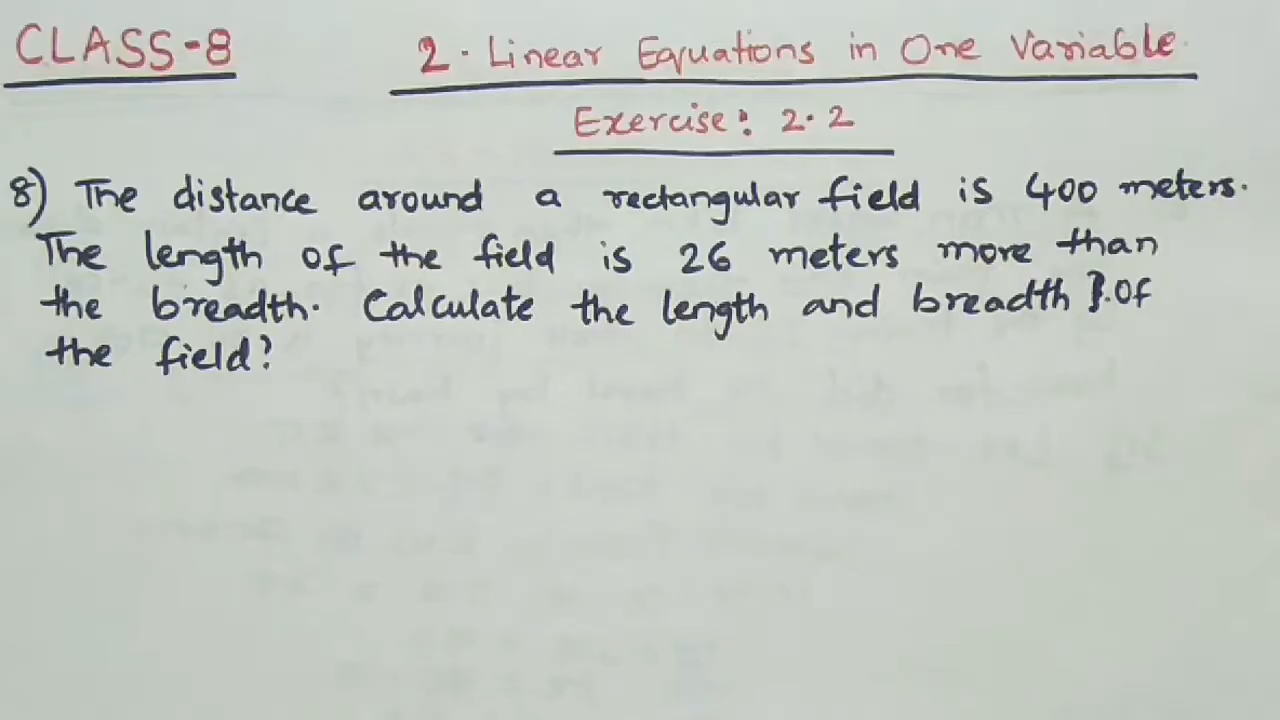 CLASS-8
2. Linear Equations in One Variable
Exercise: 2.2
8) The distance around a rectangular field is 400 meters.
The length of the field is 26 meters more than
the breadth. Calculate the length and breadth of
the field?